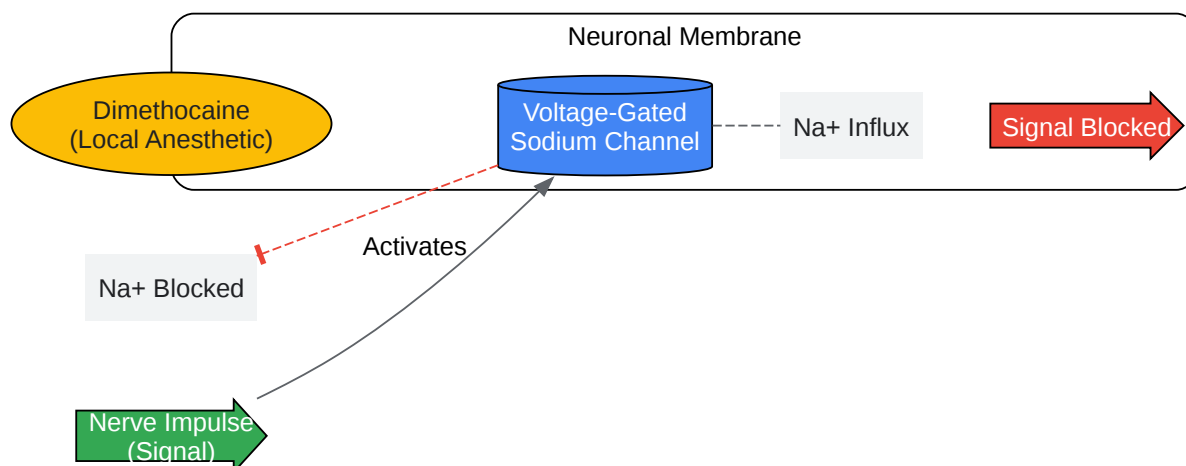 Neuronal Membrane
Dimethocaine
(Local Anesthetic)
Voltage-Gated
Sodium Channel
Na+ Influx
Signal Blocked
Activates
Na+ Blocked
Nerve Impulse
(Signal)